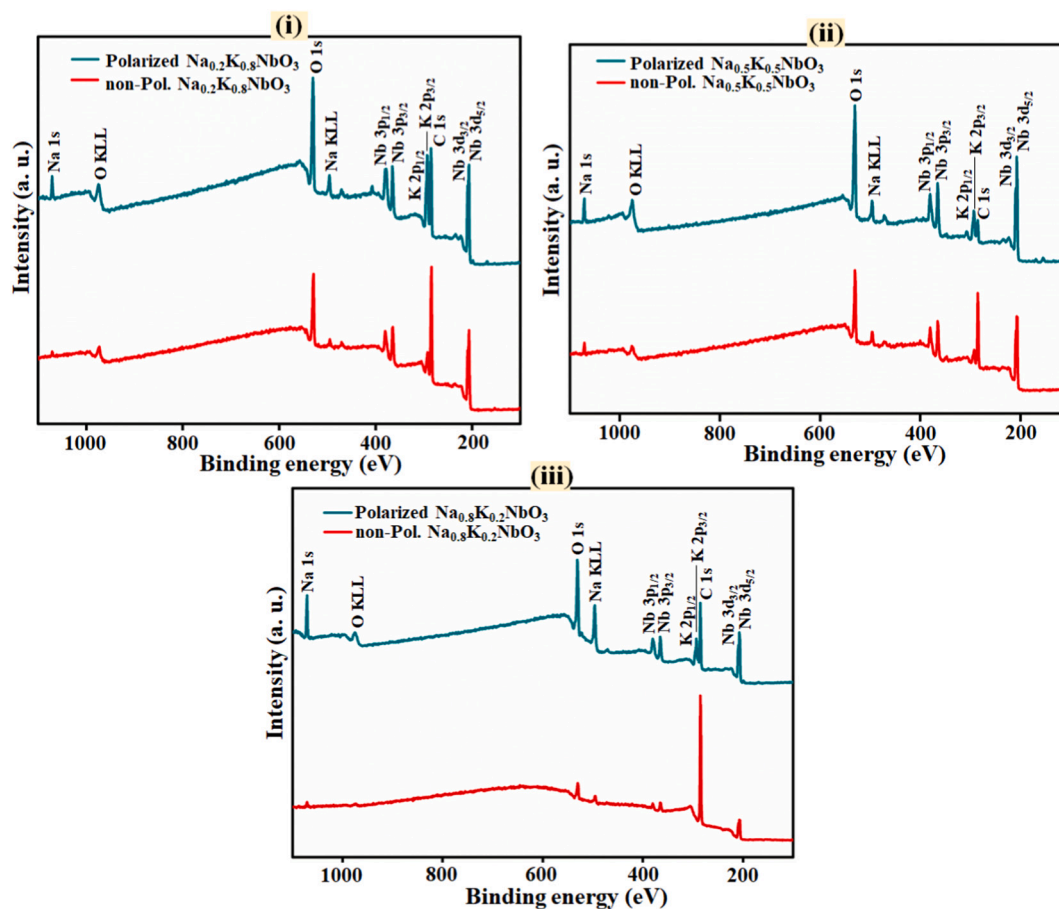 (i)
Polarized Na0.2K0.8NbO3
non-Pol. Na0.2K0.8NbO3
Na 1s
O KLL
O 1s
Na KLL
Nb 3p1/2
Nb 3p3/2
K 2p1/2
K 2p3/2
C 1s
Nb 3d3/2
Nb 3d5/2
Intensity (a. u.)
1000 800 600 400 200
Binding energy (eV)
(ii)
Polarized Na0.5K0.5NbO3
non-Pol. Na0.5K0.5NbO3
Na 1s
O KLL
O 1s
Na KLL
Nb 3p1/2
Nb 3p3/2
K 2p1/2
K 2p3/2
C 1s
Nb 3d3/2
Nb 3d5/2
Intensity (a. u.)
1000 800 600 400 200
Binding energy (eV)
(iii)
Polarized Na0.8K0.2NbO3
non-Pol. Na0.8K0.2NbO3
Na 1s
O KLL
O 1s
Na KLL
Nb 3p1/2
Nb 3p3/2
K 2p1/2
K 2p3/2
C 1s
Nb 3d3/2
Nb 3d5/2
Intensity (a. u.)
1000 800 600 400 200
Binding energy (eV)